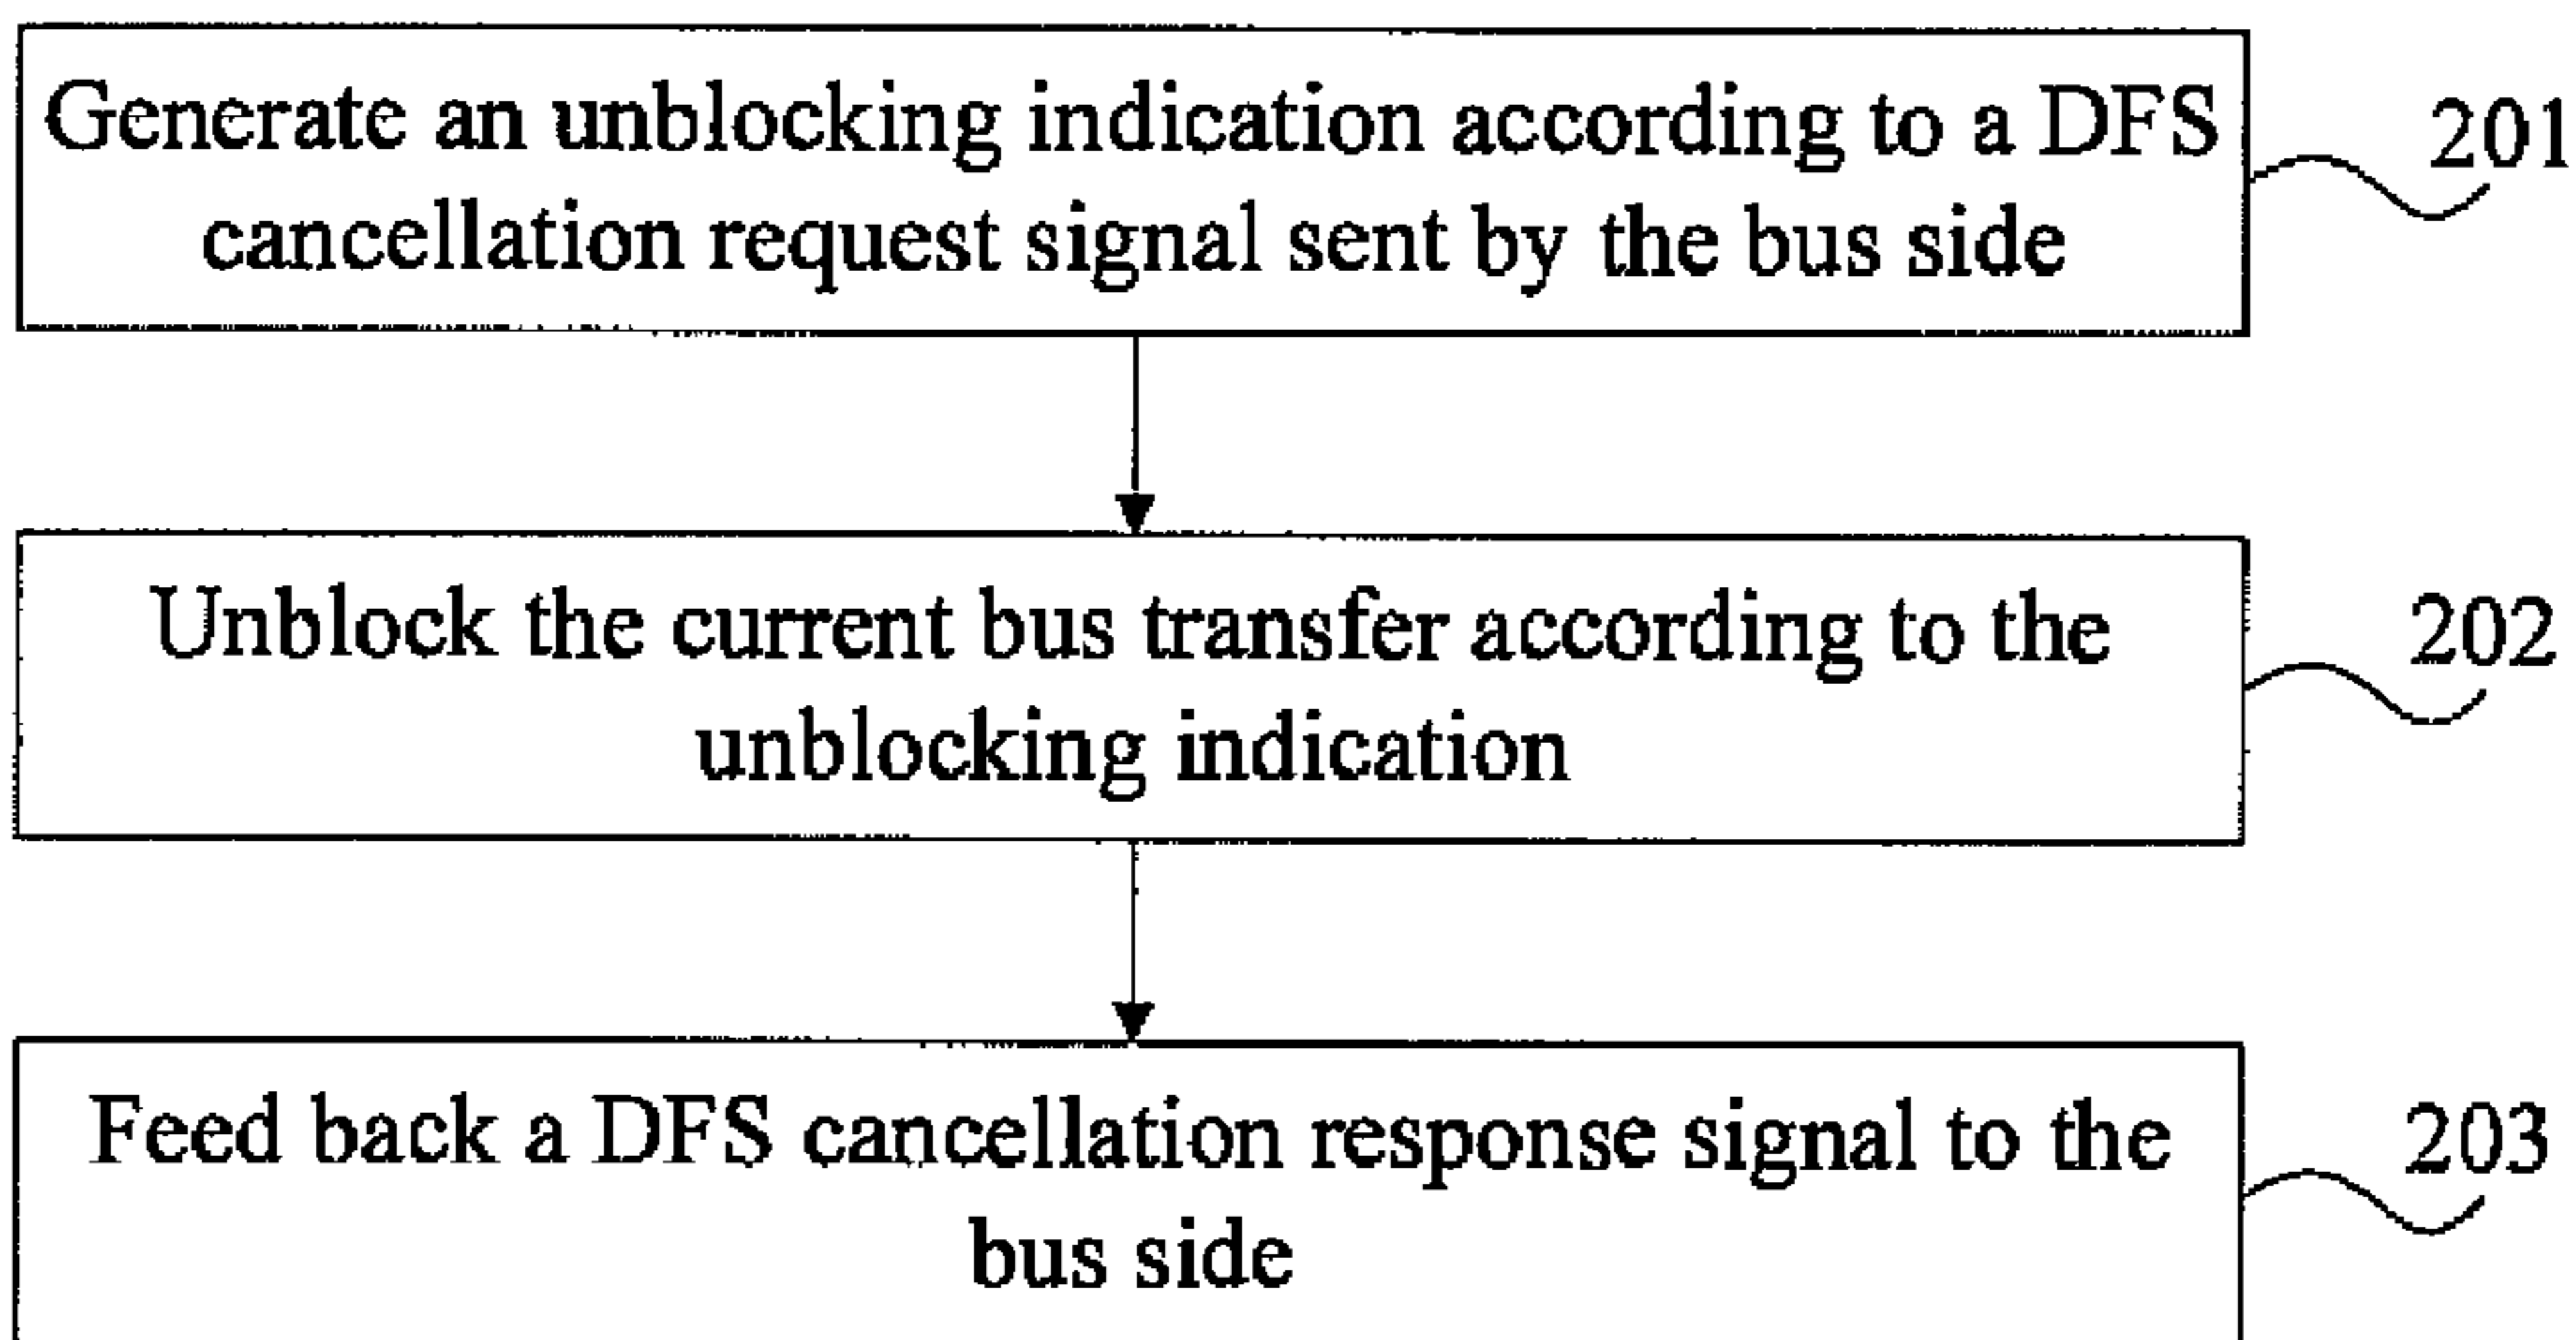 Generate an unblocking indication according to a DFS
cancellation request signal sent by the bus side
201
Unblock the current bus transfer according to the
unblocking indication
202
Feed back a DFS cancellation response signal to the
bus side
203